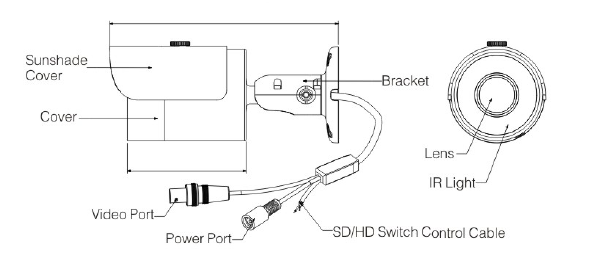 Sunshade
Cover
Bracket
Cover
Lens
IR Light
Video Port
Power Port
SD/HD Switch Control Cable